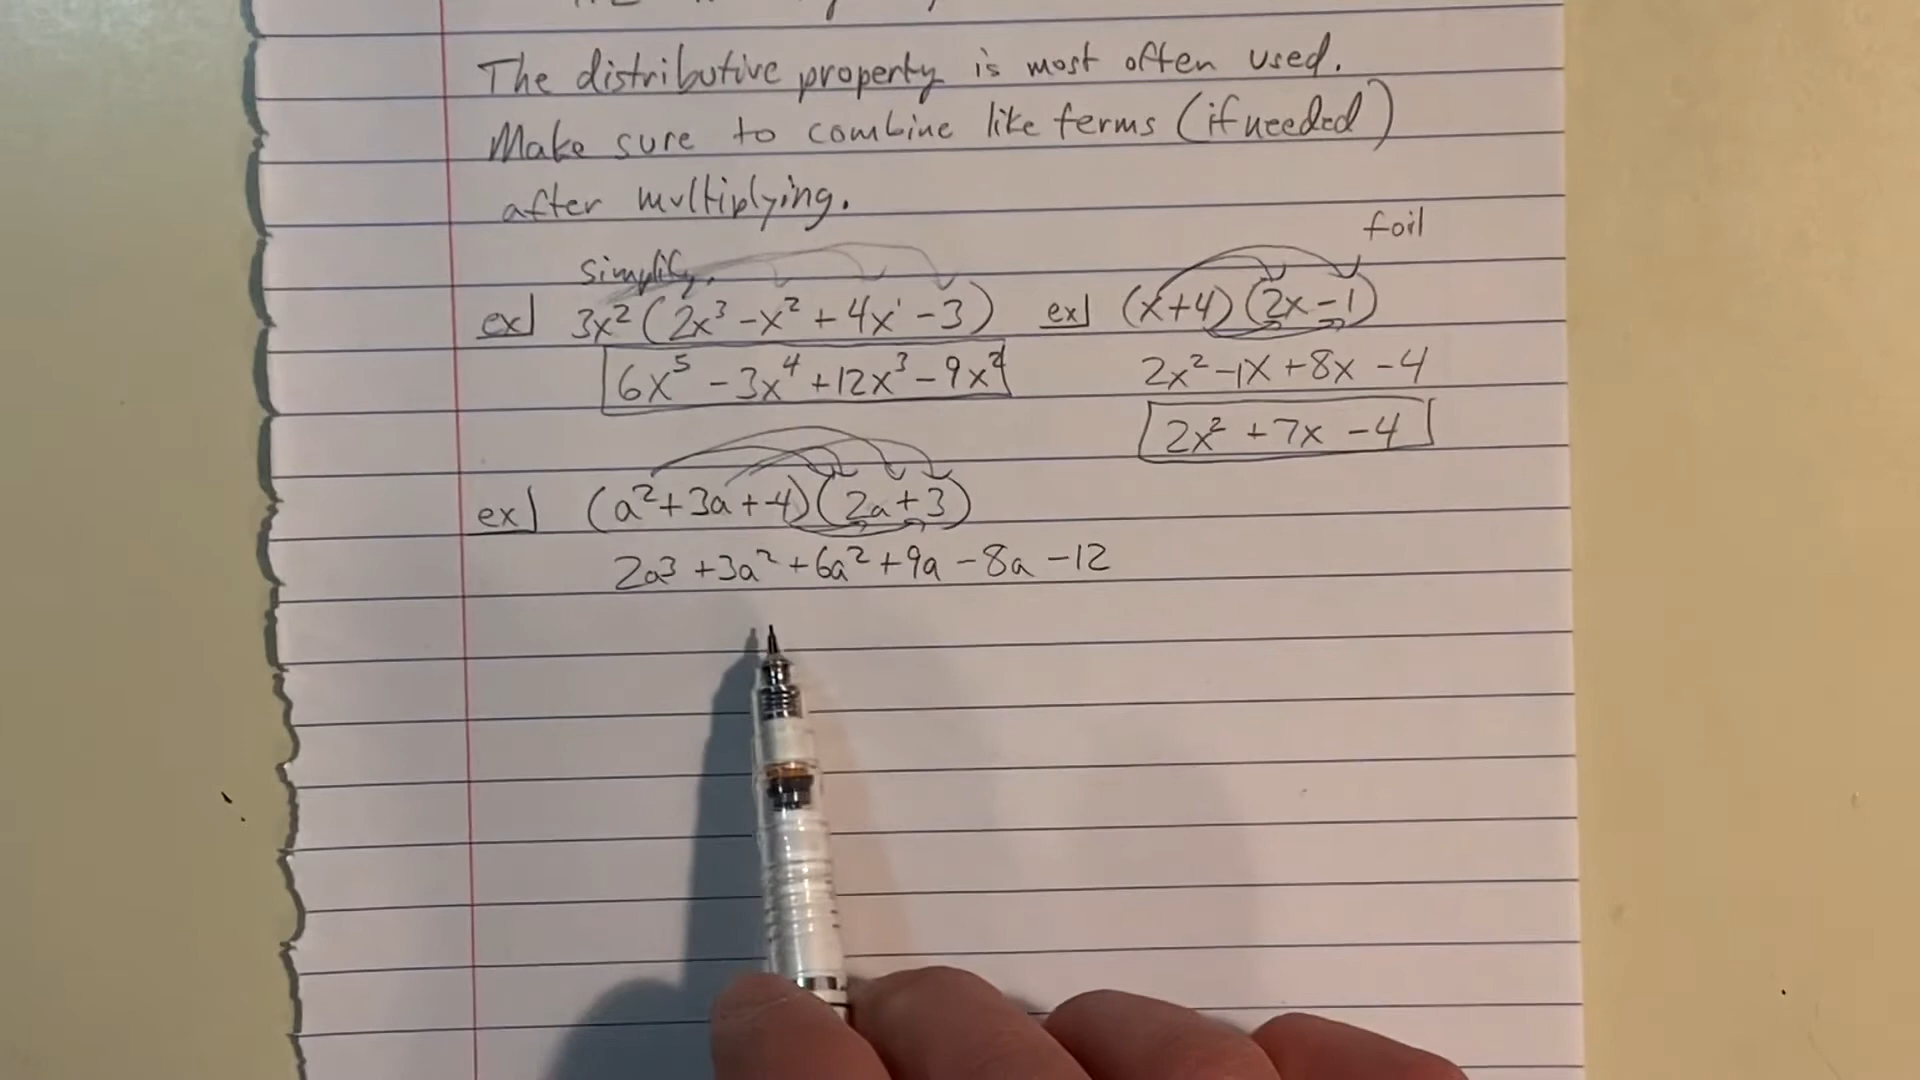 The distributive property is most often used.
Make sure to combine like terms (if needed)
after multiplying.
foil
simplify.
ex] 3x²(2x³-x²+4x¹-3) ex] (x+4)(2x-1)
6x⁵-3x⁴+12x³-9x² 2x²-1x+8x-4
2x²+7x-4
ex] (a²+3a+-4)(2a+3)
2a³+3a²+6a²+9a-8a-12